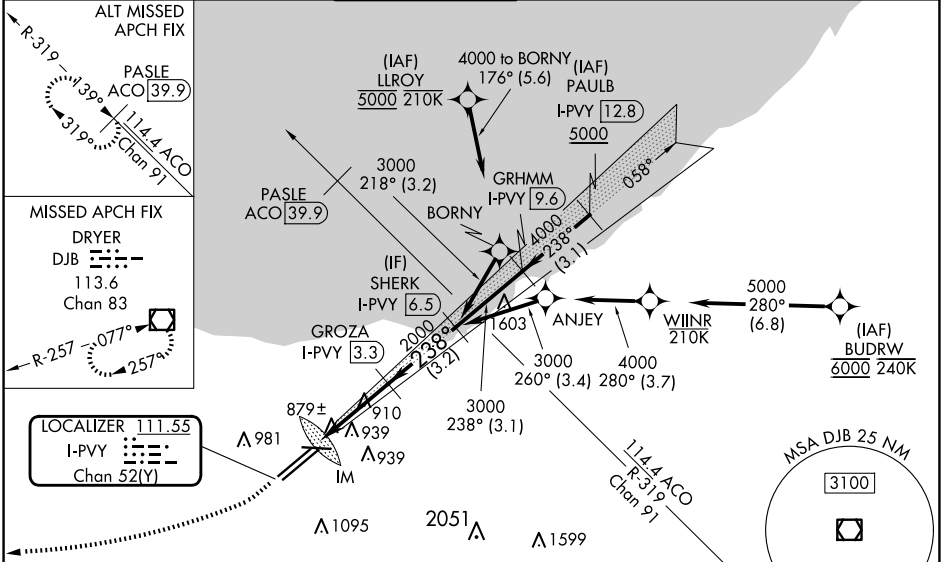 ALT MISSED
APCH FIX
R-319
139°
319°
PASLE
ACO 39.9
114.4 ACO
Chan 91
MISSED APCH FIX
DRYER
DJB
113.6
Chan 83
R-257
077°
257°
LOCALIZER 111.55
I-PVY
Chan 52(Y)
(IAF)
LLROY
5000 210K
4000 to BORNY
176° (5.6)
(IAF)
PAULB
I-PVY 12.8
5000
058°
3000
218° (3.2)
PASLE
ACO 39.9
GRHMM
I-PVY 9.6
BORNY
4000
238°
(3.1)
(IF)
SHERK
I-PVY 6.5
1603
ANJEY
WIINR
210K
5000
280°
(6.8)
(IAF)
BUDRW
6000 240K
GROZA
I-PVY 3.3
2000
238°
(3.2)
3000
260° (3.4)
4000
280° (3.7)
3000
238° (3.1)
879±
910
939
939
981
IM
1095
2051
1599
114.4 ACO
R-319
Chan 91
MSA DJB 25 NM
3100